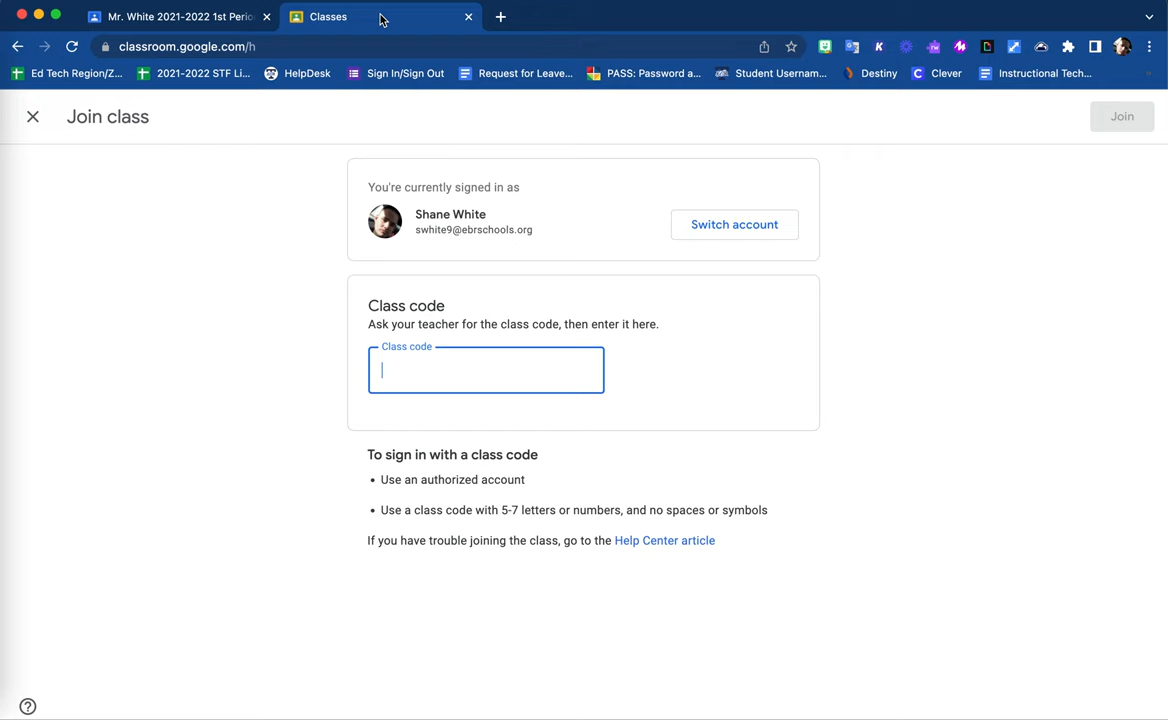 Mr. White 2021-2022 1st Perio
Classes
classroom.google.com/h
Ed Tech Region/Z...
2021-2022 STF Li...
HelpDesk
Sign In/Sign Out
Request for Leave...
PASS: Password a...
Student Usernam...
Destiny
Clever
Instructional Tech...
Join class
Join
You're currently signed in as
Shane White
swhite9@ebrschools.org
Switch account
Class code
Ask your teacher for the class code, then enter it here.
Class code
To sign in with a class code
• Use an authorized account
• Use a class code with 5-7 letters or numbers, and no spaces or symbols
If you have trouble joining the class, go to the Help Center article